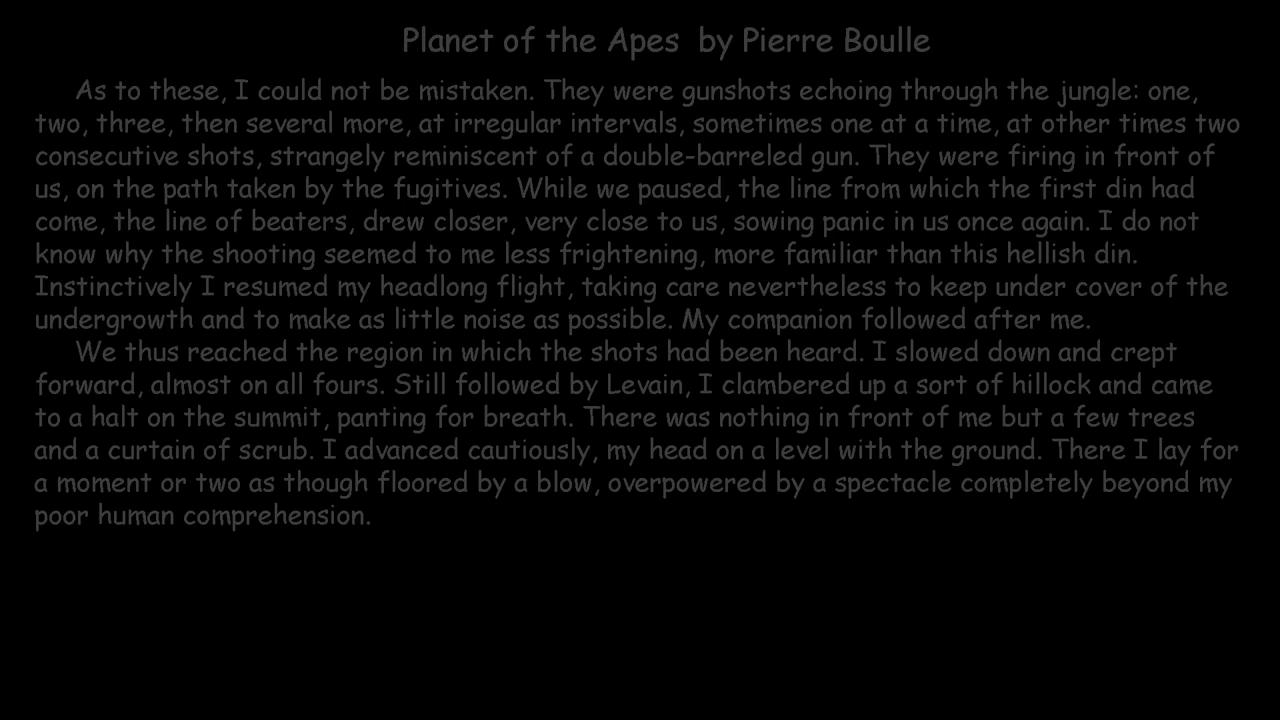 Planet of the Apes by Pierre Boulle
As to these, I could not be mistaken. They were gunshots echoing through the jungle: one,
two, three, then several more, at irregular intervals, sometimes one at a time, at other times two
consecutive shots, strangely reminiscent of a double-barreled gun. They were firing in front of
us, on the path taken by the fugitives. While we paused, the line from which the first din had
come, the line of beaters, drew closer, very close to us, sowing panic in us once again. I do not
know why the shooting seemed to me less frightening, more familiar than this hellish din.
Instinctively I resumed my headlong flight, taking care nevertheless to keep under cover of the
undergrowth and to make as little noise as possible. My companion followed after me.
We thus reached the region in which the shots had been heard. I slowed down and crept
forward, almost on all fours. Still followed by Levain, I clambered up a sort of hillock and came
to a halt on the summit, panting for breath. There was nothing in front of me but a few trees
and a curtain of scrub. I advanced cautiously, my head on a level with the ground. There I lay for
a moment or two as though floored by a blow, overpowered by a spectacle completely beyond my
poor human comprehension.